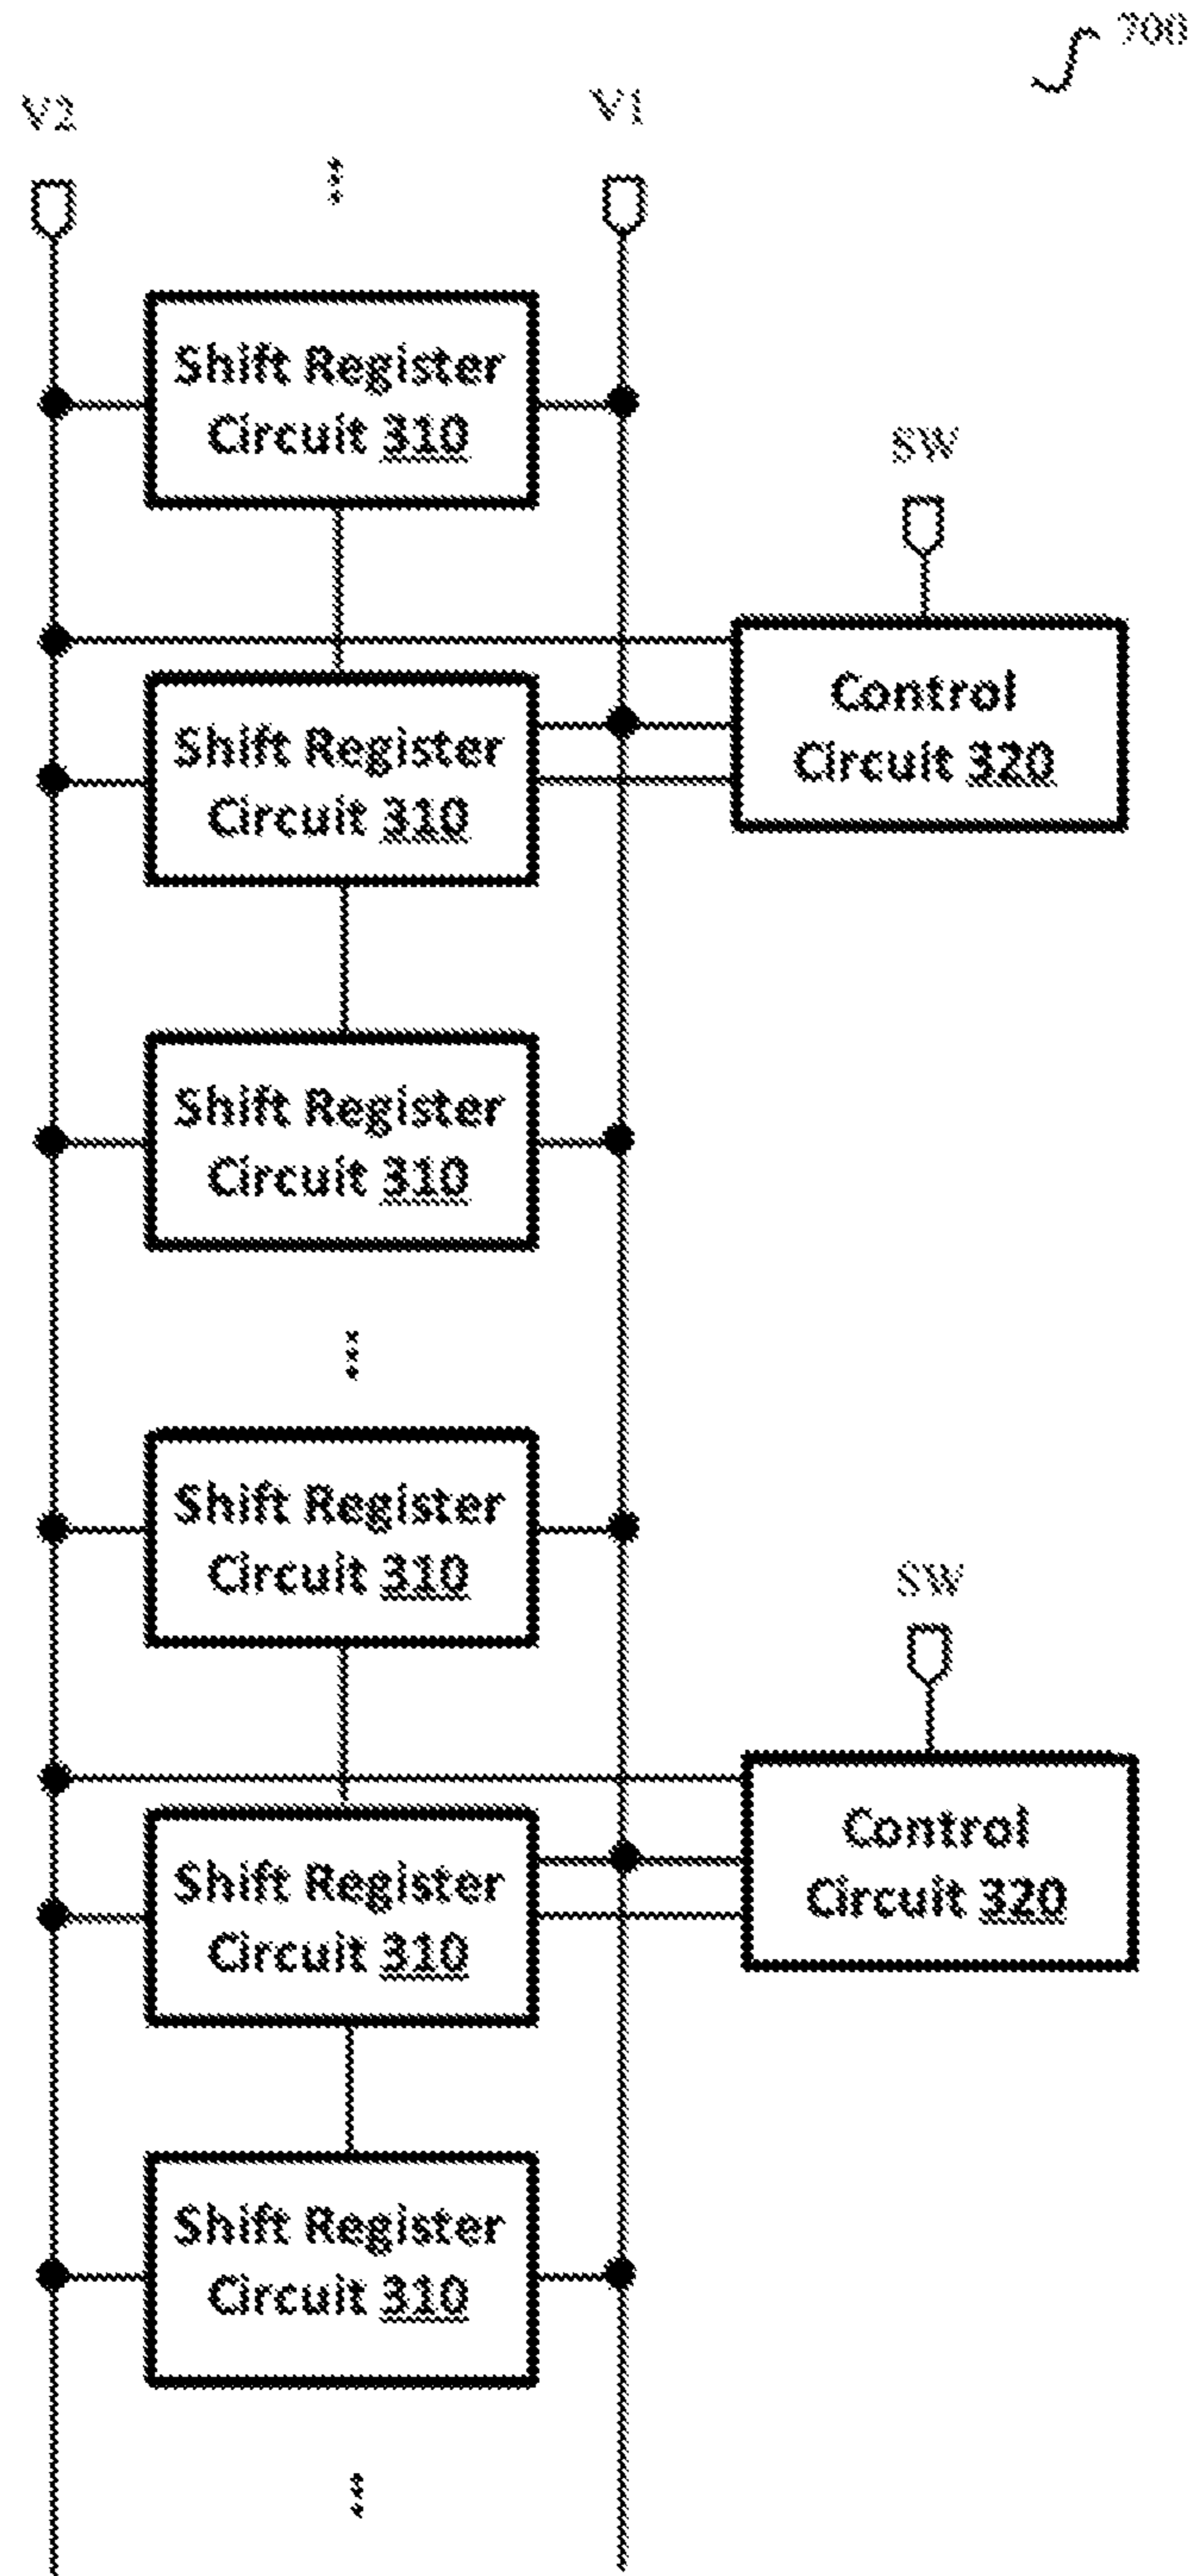 700
V2
V1
Shift Register
Circuit 310
SW
Control
Circuit 320
Shift Register
Circuit 310
Shift Register
Circuit 310
Shift Register
Circuit 310
SW
Control
Circuit 320
Shift Register
Circuit 310
Shift Register
Circuit 310